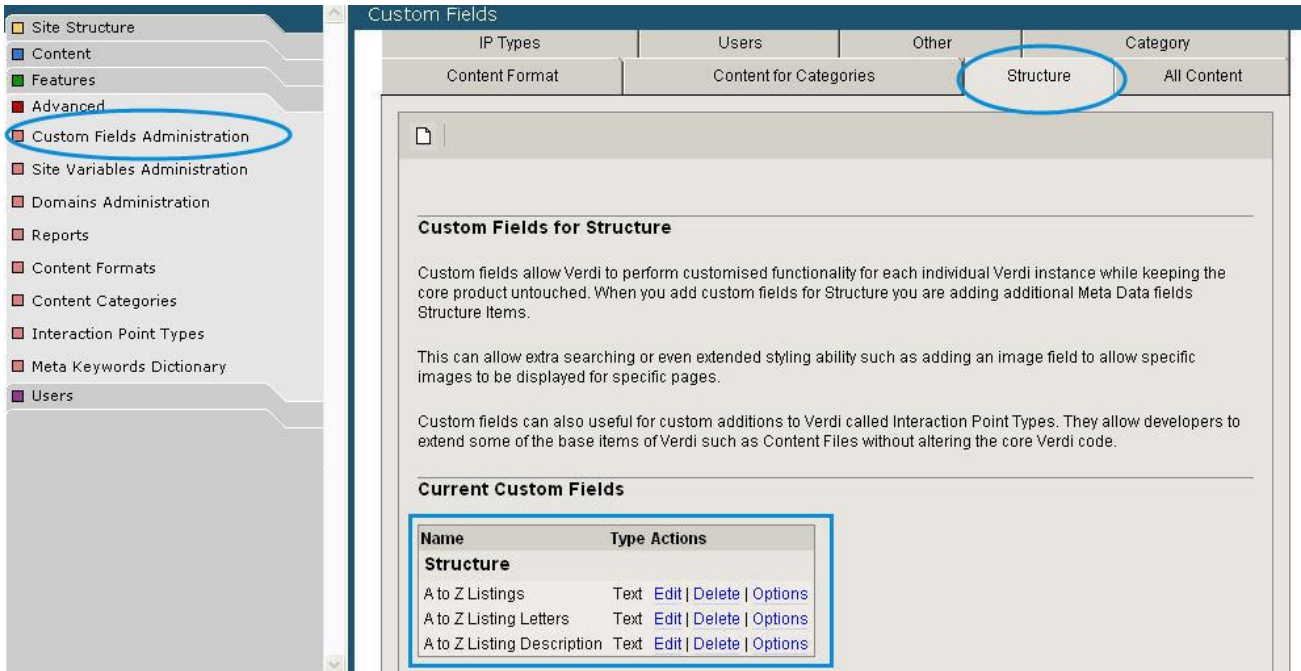 Site Structure
Content
Features
Advanced
Custom Fields Administration
Site Variables Administration
Domains Administration
Reports
Content Formats
Content Categories
Interaction Point Types
Meta Keywords Dictionary
Users
Custom Fields
IP Types Users Other Category
Content Format Content for Categories Structure All Content
Custom Fields for Structure
Custom fields allow Verdi to perform customised functionality for each individual Verdi instance while keeping the
core product untouched. When you add custom fields for Structure you are adding additional Meta Data fields
Structure Items.
This can allow extra searching or even extended styling ability such as adding an image field to allow specific
images to be displayed for specific pages.
Custom fields can also useful for custom additions to Verdi called Interaction Point Types. They allow developers to
extend some of the base items of Verdi such as Content Files without altering the core Verdi code.
Current Custom Fields
Name Type Actions
Structure
A to Z Listings Text Edit | Delete | Options
A to Z Listing Letters Text Edit | Delete | Options
A to Z Listing Description Text Edit | Delete | Options